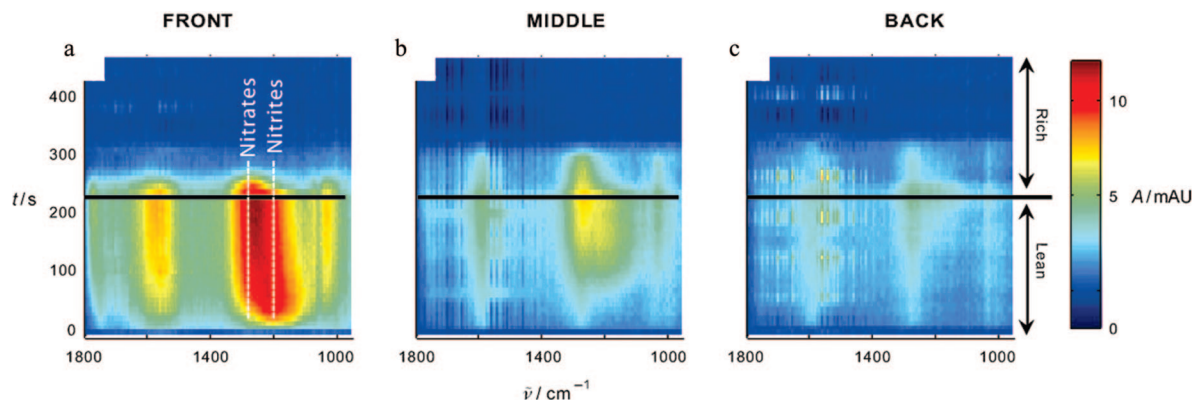 FRONT
MIDDLE
BACK
a
b
c
t/s
400
300
200
100
0
Nitrates
Nitrites
Rich
Lean
10
5
0
A/mAU
1800
1400
1000
1800
1400
1000
1800
1400
1000
ν̃ / cm⁻¹